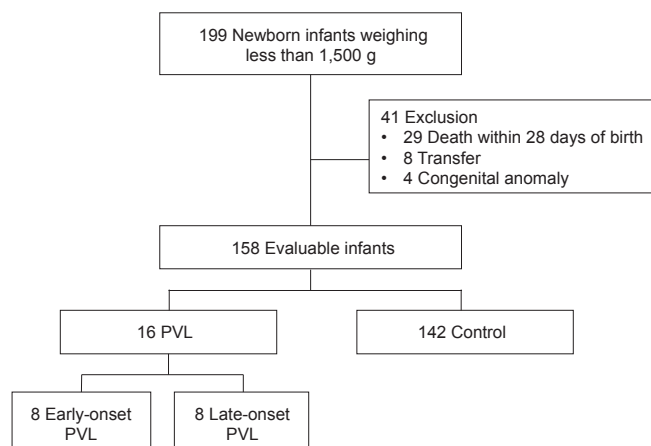 199 Newborn infants weighing
less than 1,500 g
41 Exclusion
• 29 Death within 28 days of birth
• 8 Transfer
• 4 Congenital anomaly
158 Evaluable infants
16 PVL
142 Control
8 Early-onset
PVL
8 Late-onset
PVL